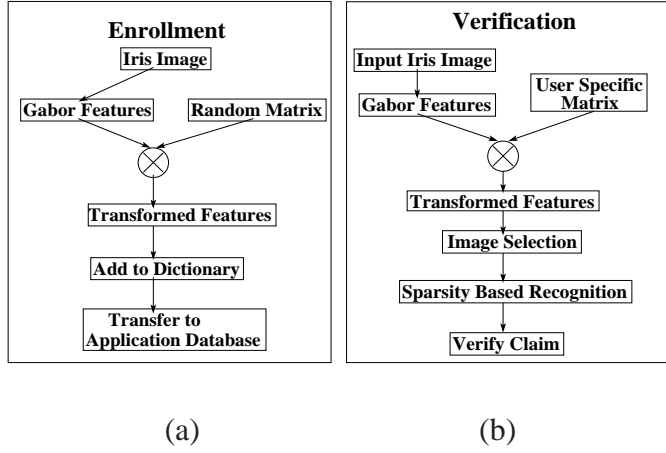 Enrollment
Iris Image
Gabor Features
Random Matrix
Transformed Features
Add to Dictionary
Transfer to
Application Database
(a)
Verification
Input Iris Image
User Specific
Matrix
Gabor Features
Transformed Features
Image Selection
Sparsity Based Recognition
Verify Claim
(b)